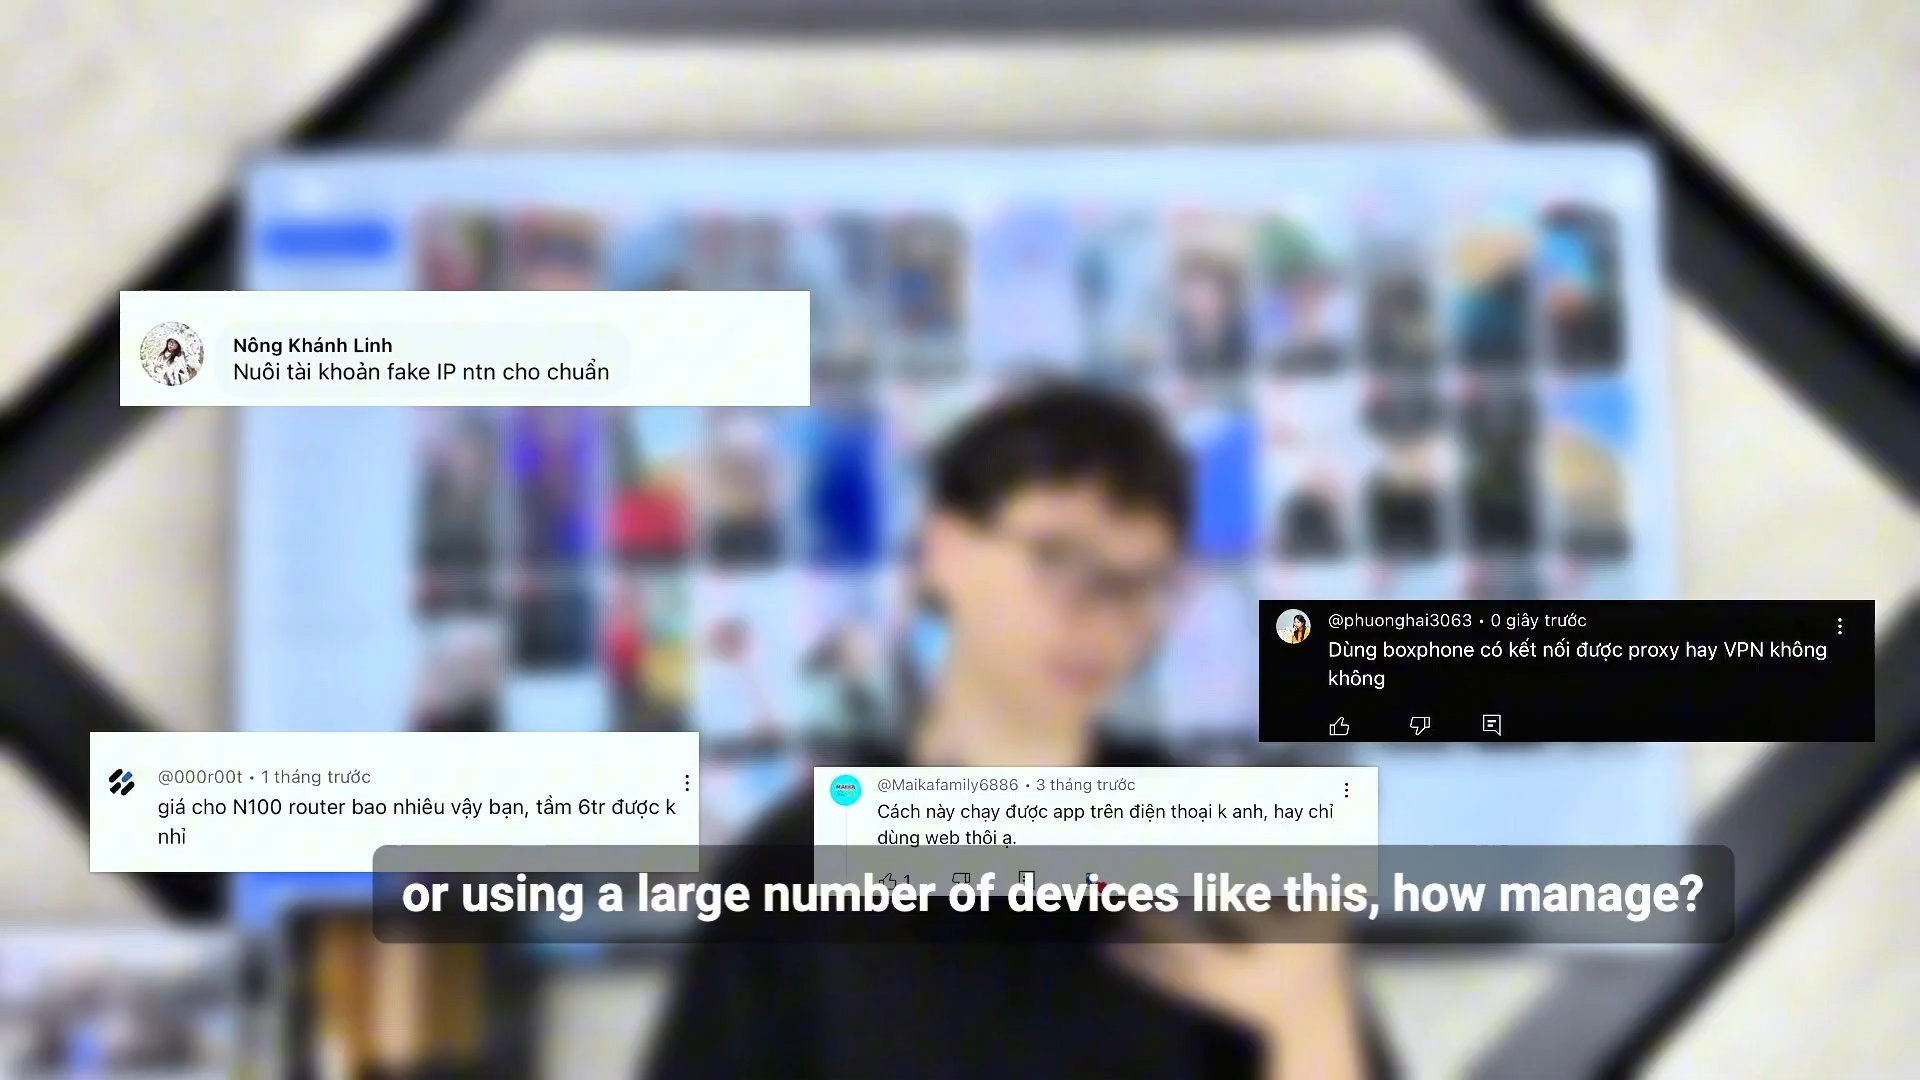 Nông Khánh Linh
Nuôi tài khoản fake IP ntn cho chuẩn
@phuonghai3063 • 0 giây trước
Dùng boxphone có kết nối được proxy hay VPN không
không
@000r00t • 1 tháng trước
giá cho N100 router bao nhiêu vậy bạn, tầm 6tr được k
nhỉ
@Maikafamily6886 • 3 tháng trước
Cách này chạy được app trên điện thoại k anh, hay chỉ
dùng web thôi ạ.
1
or using a large number of devices like this, how manage?